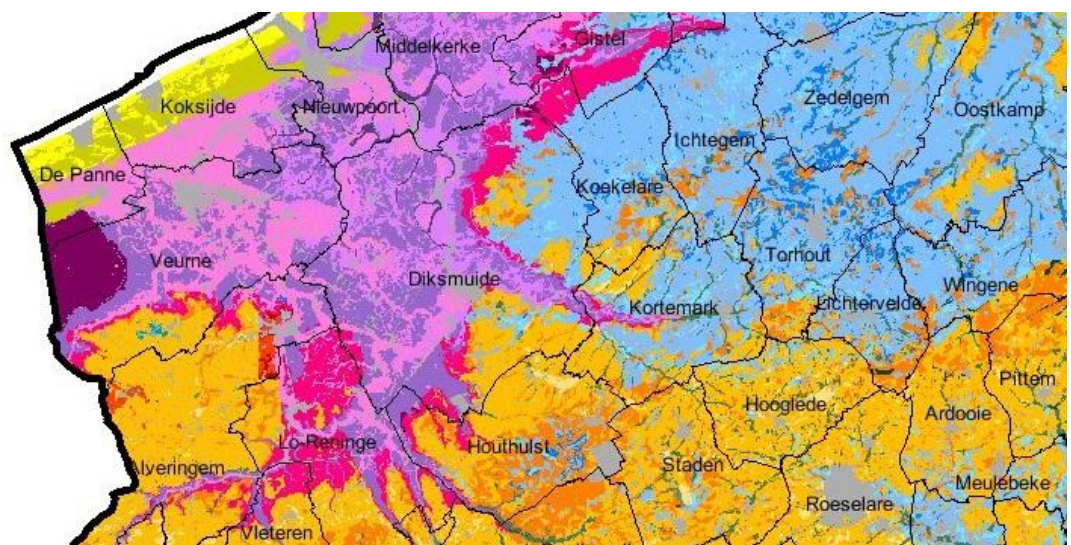 Middelkerke
Gistel
Koksijde
Nieuwpoort
Zedelgem
Oostkamp
Ichtegem
De Panne
Koekelare
Veurne
Diksmuide
Torhout
Kortemark
Lichtervelde
Wingene
Pittem
Hooglede
Ardooie
Lo-Reninge
Houthulst
Alveringem
Staden
Meulebeke
Roeselare
Vleteren